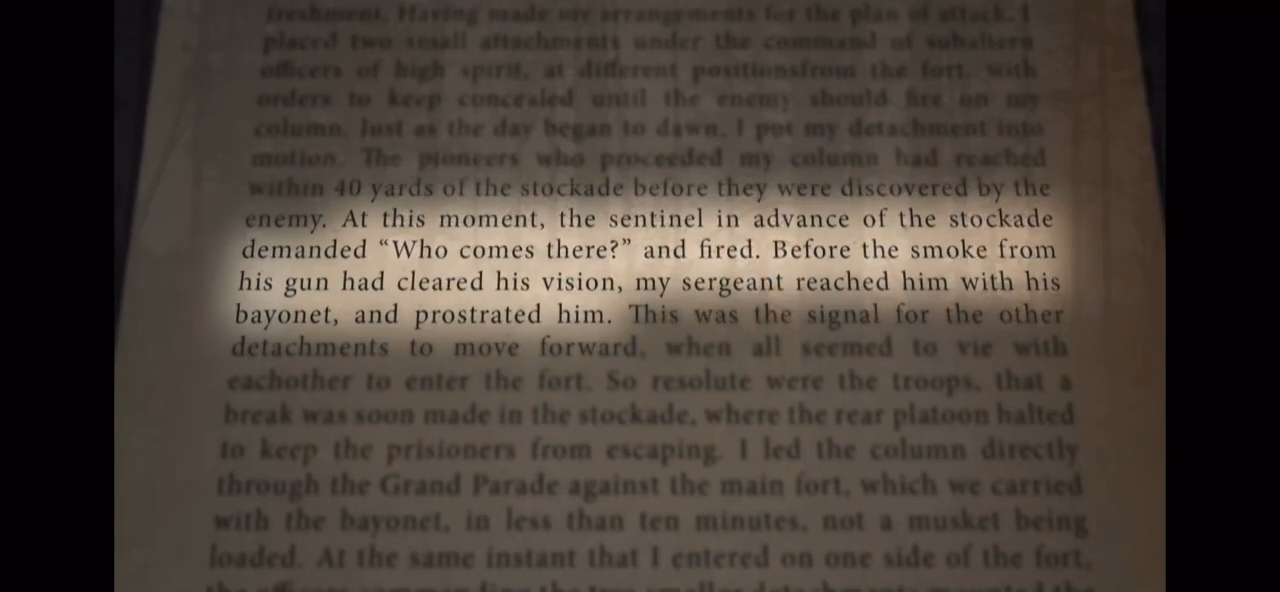 freshment. Having made my arrangements for the plan of attack, I
placed two small attachments under the command of subaltern
officers of high spirit, at different positionsfrom the fort, with
orders to keep concealed until the enemy should fire on my
column. Just as the day began to dawn, I put my detachment into
motion. The pioneers who proceeded my column had reached
within 40 yards of the stockade before they were discovered by the
enemy. At this moment, the sentinel in advance of the stockade
demanded “Who comes there?” and fired. Before the smoke from
his gun had cleared his vision, my sergeant reached him with his
bayonet, and prostrated him. This was the signal for the other
detachments to move forward, when all seemed to vie with
eachother to enter the fort. So resolute were the troops, that a
break was soon made in the stockade, where the rear platoon halted
to keep the prisioners from escaping. I led the column directly
through the Grand Parade against the main fort, which we carried
with the bayonet, in less than ten minutes, not a musket being
loaded. At the same instant that I entered on one side of the fort,